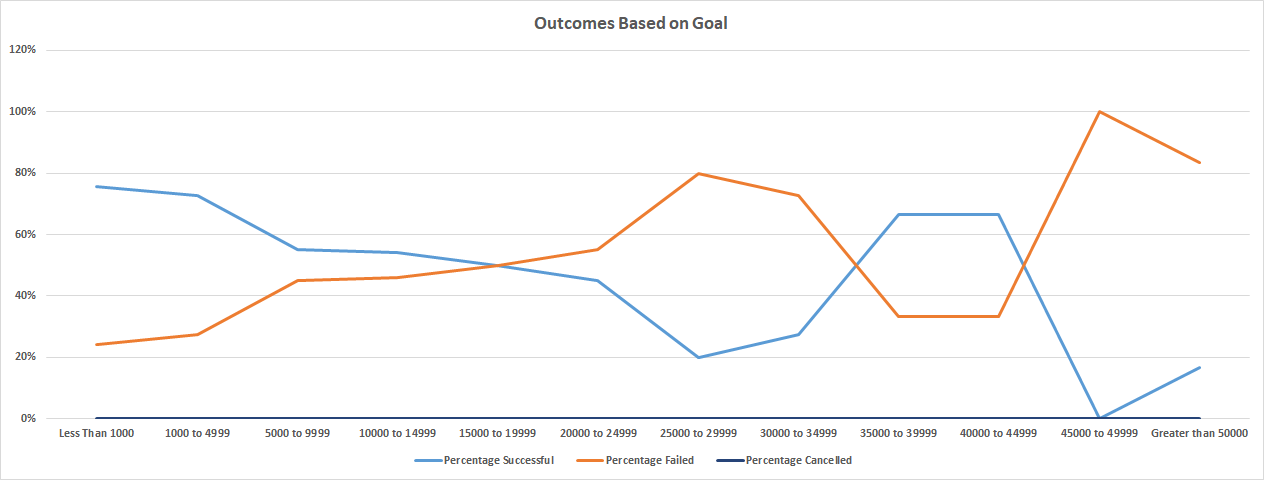 Outcomes Based on Goal
120%
100%
80%
60%
40%
20%
0%
Less Than 1000 1000 to 4999 5000 to 9999 10000 to 14999 15000 to 19999 20000 to 24999 25000 to 29999 30000 to 34999 35000 to 39999 40000 to 44999 45000 to 49999 Greater than 50000
Percentage Successful Percentage Failed Percentage Cancelled